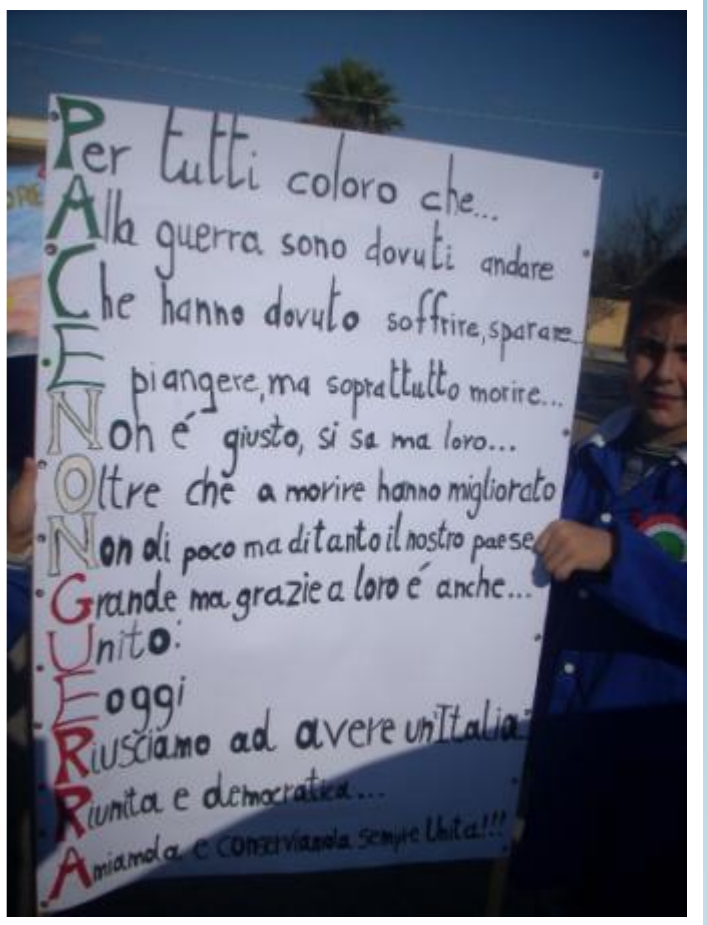 Per tutti coloro che...
Alla guerra sono dovuti andare
Che hanno dovuto soffrire, sparare...
E piangere, ma soprattutto morire...
Non é giusto, si sa ma loro...
Oltre che a morire hanno migliorato
Non di poco ma di tanto il nostro paese
Grande ma grazie a loro é anche...
Unito:
E oggi
Riusciamo ad avere un'Italia
Riunita e democratica...
Amiamola e conserviamola sempre Unita!!!